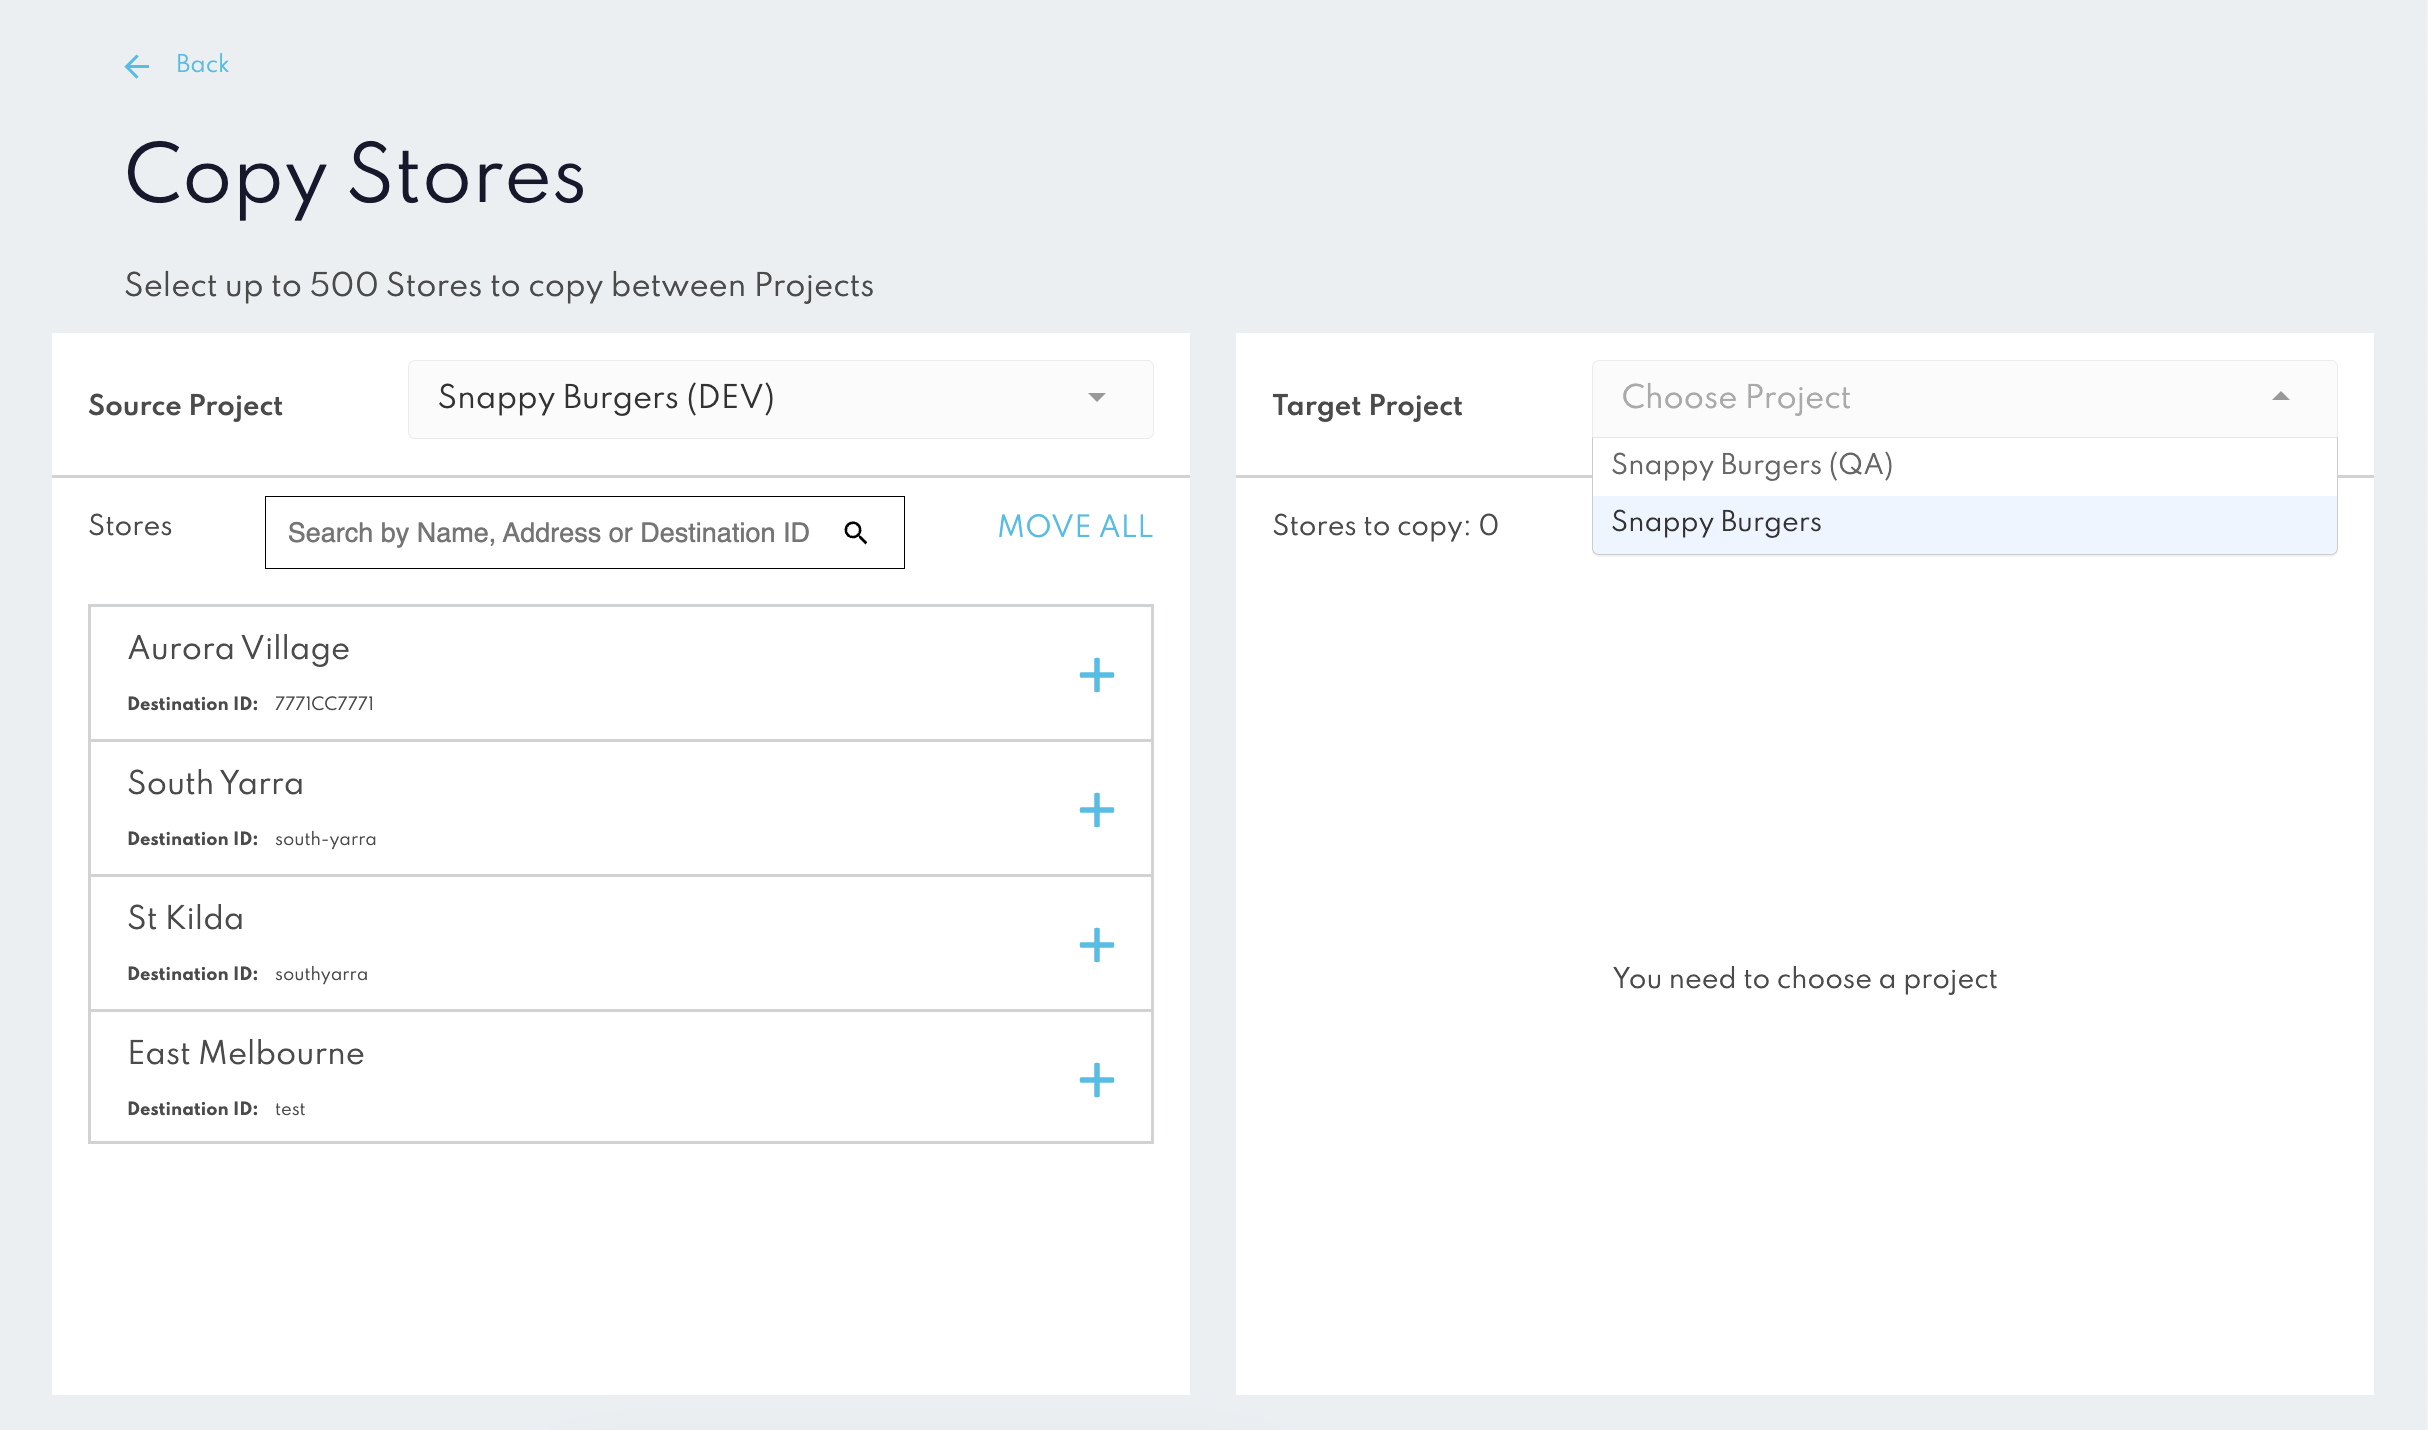 Back
Copy Stores
Select up to 500 Stores to copy between Projects
Source Project
Snappy Burgers (DEV)
Stores
Search by Name, Address or Destination ID
MOVE ALL
Aurora Village
Destination ID: 7771CC7771
South Yarra
Destination ID: south-yarra
St Kilda
Destination ID: southyarra
East Melbourne
Destination ID: test
Target Project
Choose Project
Snappy Burgers (QA)
Snappy Burgers
Stores to copy: 0
You need to choose a project